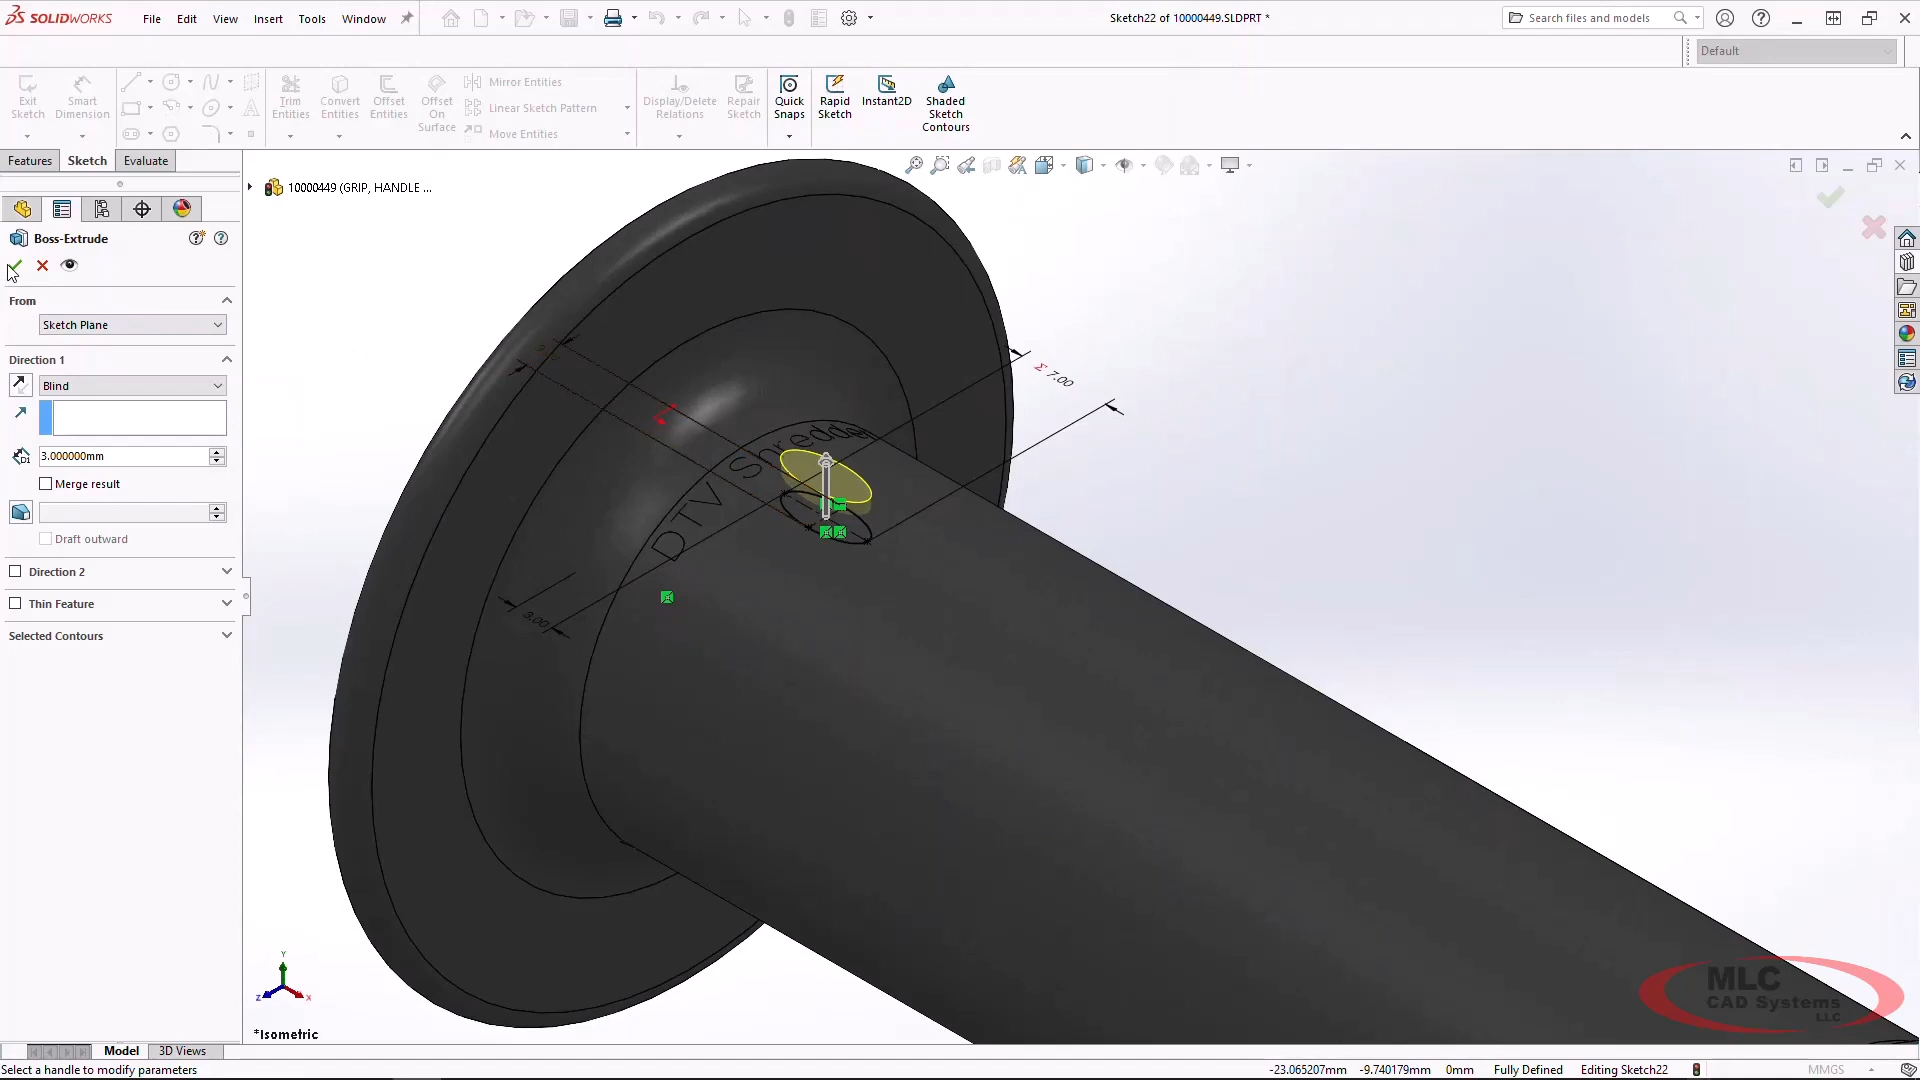 SOLIDWORKS File Edit View Insert Tools Window
Sketch22 of 10000449.SLDPRT *
Search files and models
Default
Exit Sketch
Smart Dimension
Trim Entities
Convert Entities
Offset Entities
Offset On Surface
Mirror Entities
Linear Sketch Pattern
Move Entities
Display/Delete Relations
Repair Sketch
Quick Snaps
Rapid Sketch
Instant2D
Shaded Sketch Contours
Features Sketch Evaluate
10000449 (GRIP, HANDLE ...
Boss-Extrude
From
Sketch Plane
Direction 1
Blind
3.000000mm
Merge result
Draft outward
Direction 2
Thin Feature
Selected Contours
Σ 7.00
DTV Shredder
3.00
Y
Z
X
*Isometric
MLC
CAD Systems
LLC
Model 3D Views
Select a handle to modify parameters
-23.065207mm -9.740179mm 0mm Fully Defined Editing Sketch22 MMGS